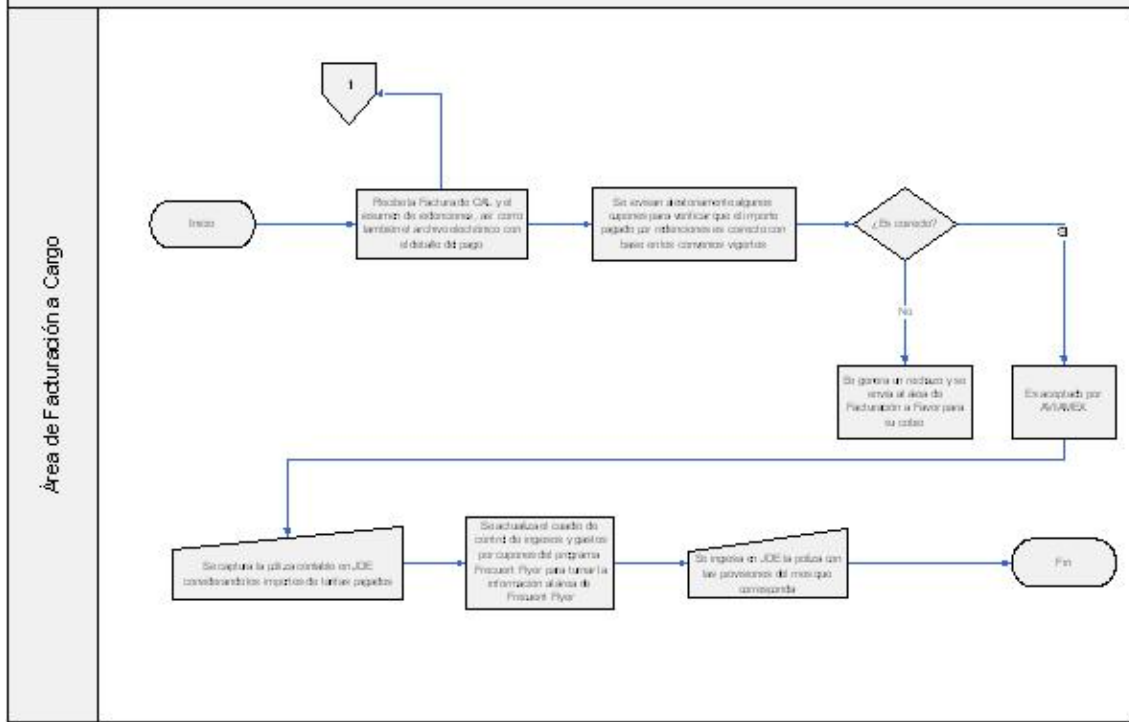 Área de Facturación a Cargo
1
Inicio
Recibe la Factura de CAL y el
resumen de redenciones, así como
también el archivo electrónico con
el detalle del pago
Se revisan aleatoriamente algunos
cupones para verificar que el importe
pagado por redenciones es correcto con
base en los convenios vigentes
¿Es correcto?
No
Se genera un rechazo y se
envía al área de
Facturación a Favor para
su cobro
Es aceptado por
AVIAMEX
Se captura la póliza contable en JDE
considerando los importes de tarifas pagados
Se actualiza el cuadro de
control de ingresos y gastos
por cupones del programa
Frecuent Flyer para turnar la
información al área de
Frecuent Flyer
Se ingresa en JDE la póliza con
las provisiones del mes que
corresponda
Fin